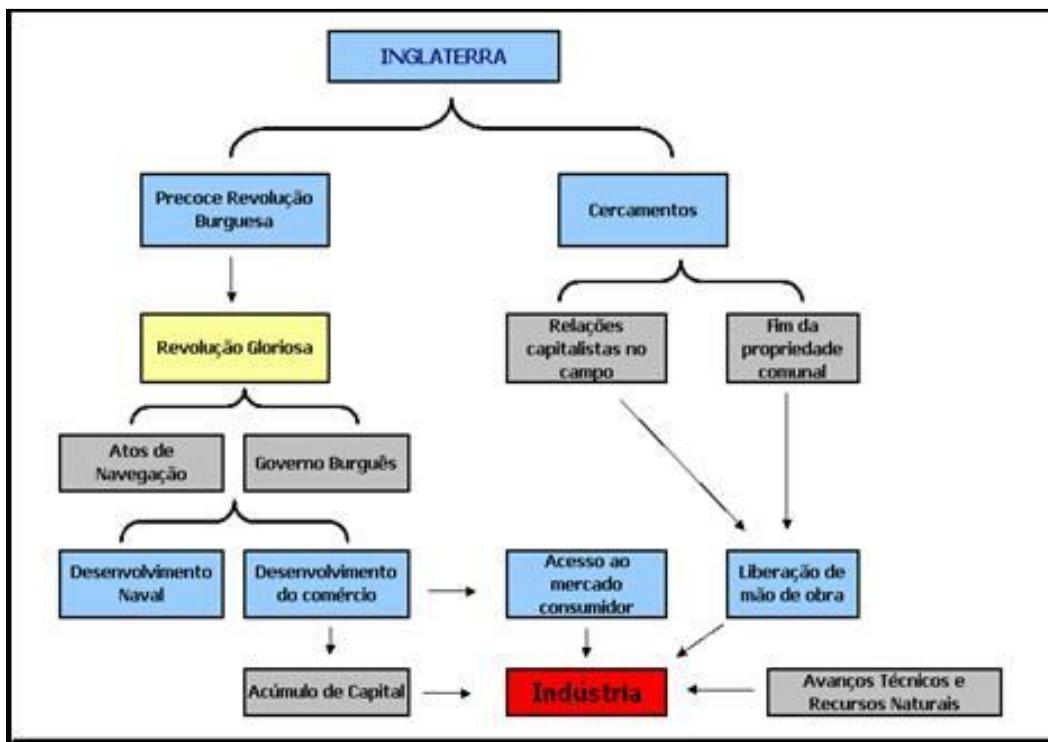 INGLATERRA
Precoce Revolução
Burguesa
Cercamentos
Revolução Gloriosa
Relações
capitalistas no
campo
Fim da
propriedade
comunal
Atos de
Navegação
Governo Burguês
Desenvolvimento
Naval
Desenvolvimento
do comércio
Acesso ao
mercado
consumidor
Liberação de
mão de obra
Acúmulo de Capital
Indústria
Avanços Técnicos e
Recursos Naturais